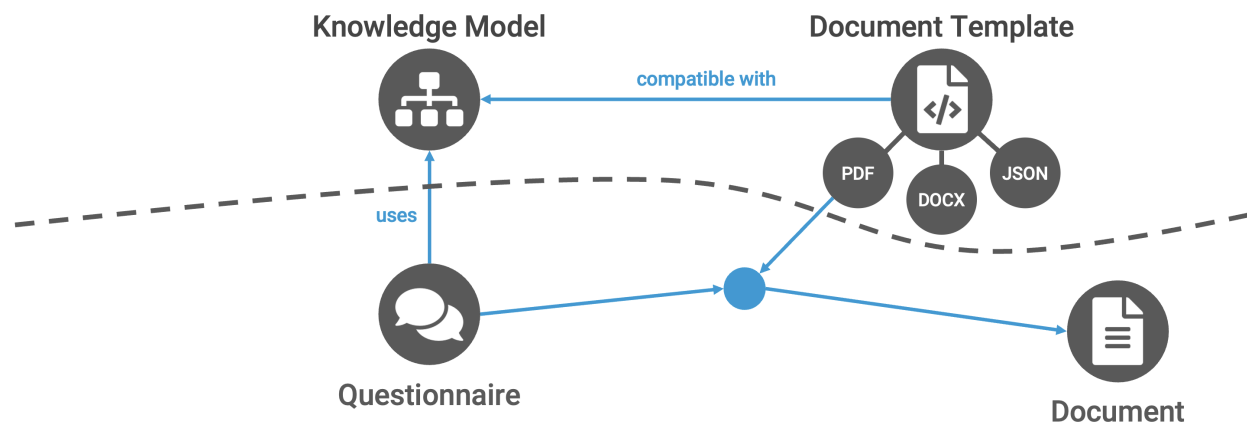 Knowledge Model
Document Template
compatible with
</>
PDF
JSON
DOCX
uses
Questionnaire
Document